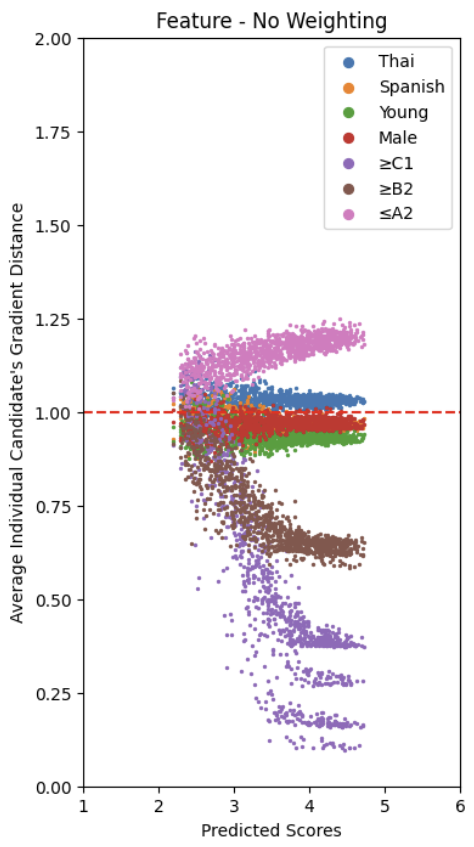 Feature - No Weighting
2.00
1.75
1.50
1.25
1.00
0.75
0.50
0.25
0.00
Average Individual Candidate's Gradient Distance
Thai
Spanish
Young
Male
≥C1
≥B2
≤A2
1 2 3 4 5 6
Predicted Scores